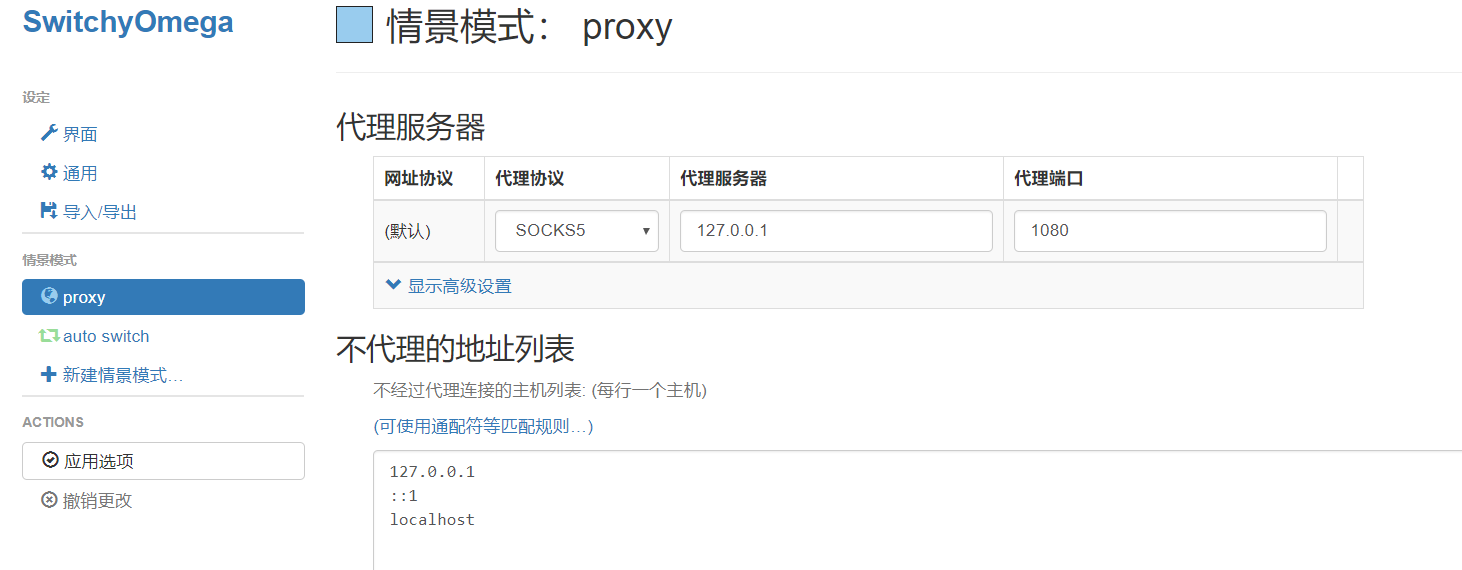 SwitchyOmega
设定
界面
通用
导入/导出
情景模式
proxy
auto switch
新建情景模式…
ACTIONS
应用选项
撤销更改
情景模式： proxy
代理服务器
网址协议 代理协议 代理服务器 代理端口
(默认) SOCKS5 127.0.0.1 1080
显示高级设置
不代理的地址列表
不经过代理连接的主机列表: (每行一个主机)
(可使用通配符等匹配规则…)
127.0.0.1
::1
localhost